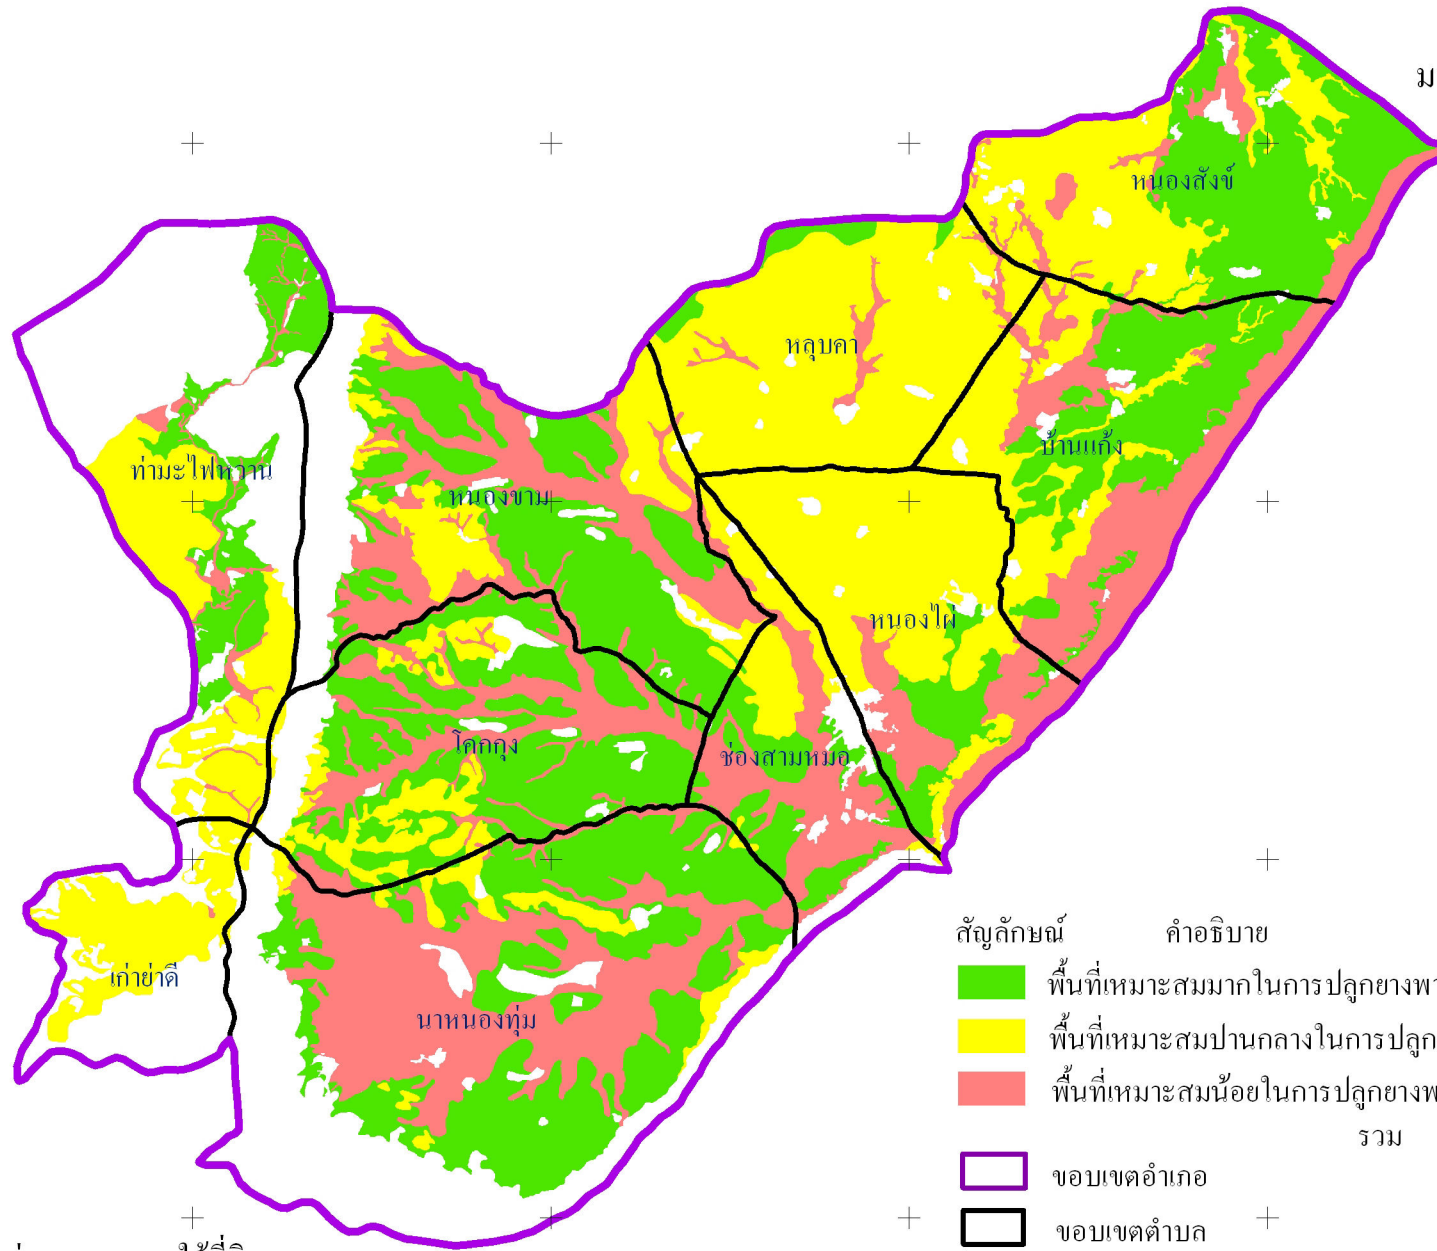 ม
หนองสังข์
หลุบคา
บ้านแก้ง
ท่ามะไฟหวาน
หนองขาม
หนองไผ่
โคกกุง
ช่องสามหมอ
เก่าย่าดี
นาหนองทุ่ม
สัญลักษณ์ คำอธิบาย
พื้นที่เหมาะสมมากในการปลูกยางพา
พื้นที่เหมาะสมปานกลางในการปลูก
พื้นที่เหมาะสมน้อยในการปลูกยางพ
รวม
ขอบเขตอำเภอ
ขอบเขตตำบล